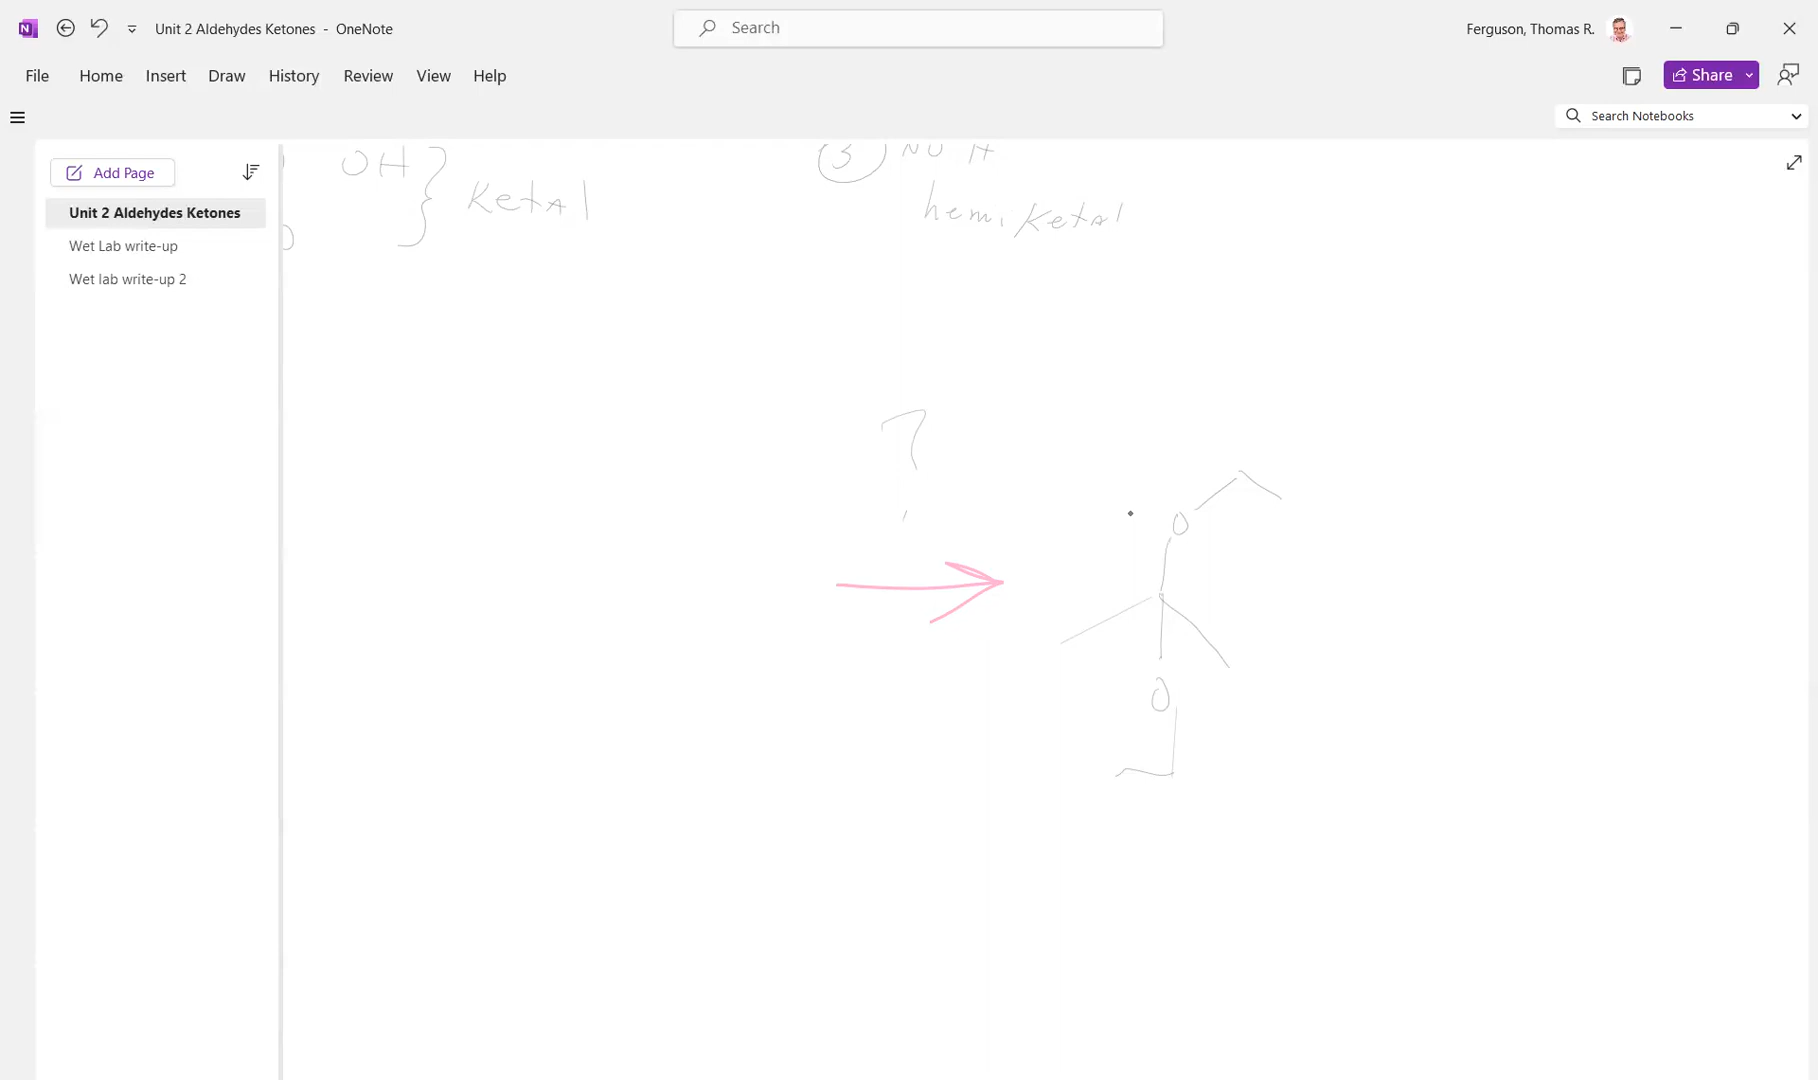 Unit 2 Aldehydes Ketones - OneNote
Search
Ferguson, Thomas R.
File Home Insert Draw History Review View Help
Share
Search Notebooks
Add Page
Unit 2 Aldehydes Ketones
Wet Lab write-up
Wet lab write-up 2
OH } Ketal
3 NU H
hemiketal
?
O
O